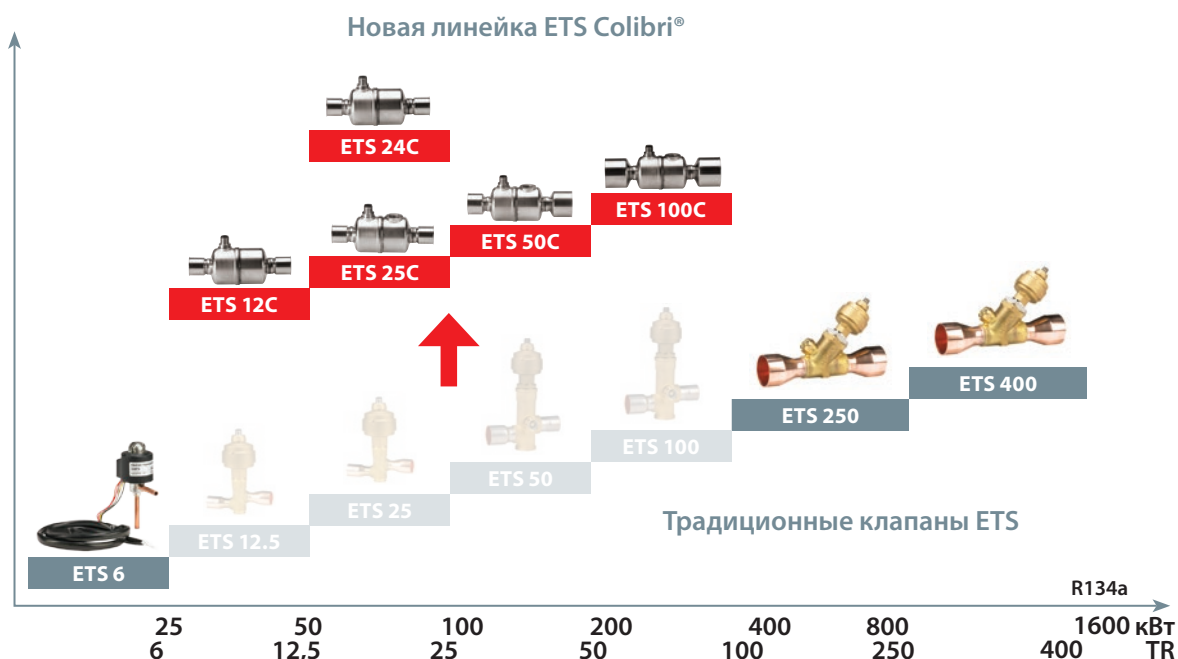 Новая линейка ETS Colibri®
ETS 24C
ETS 100C
ETS 50C
ETS 25C
ETS 12C
ETS 400
ETS 250
ETS 100
ETS 50
ETS 25
Традиционные клапаны ETS
ETS 12.5
ETS 6
R134a
25 50 100 200 400 800 1600 кВт
6 12,5 25 50 100 250 400 TR